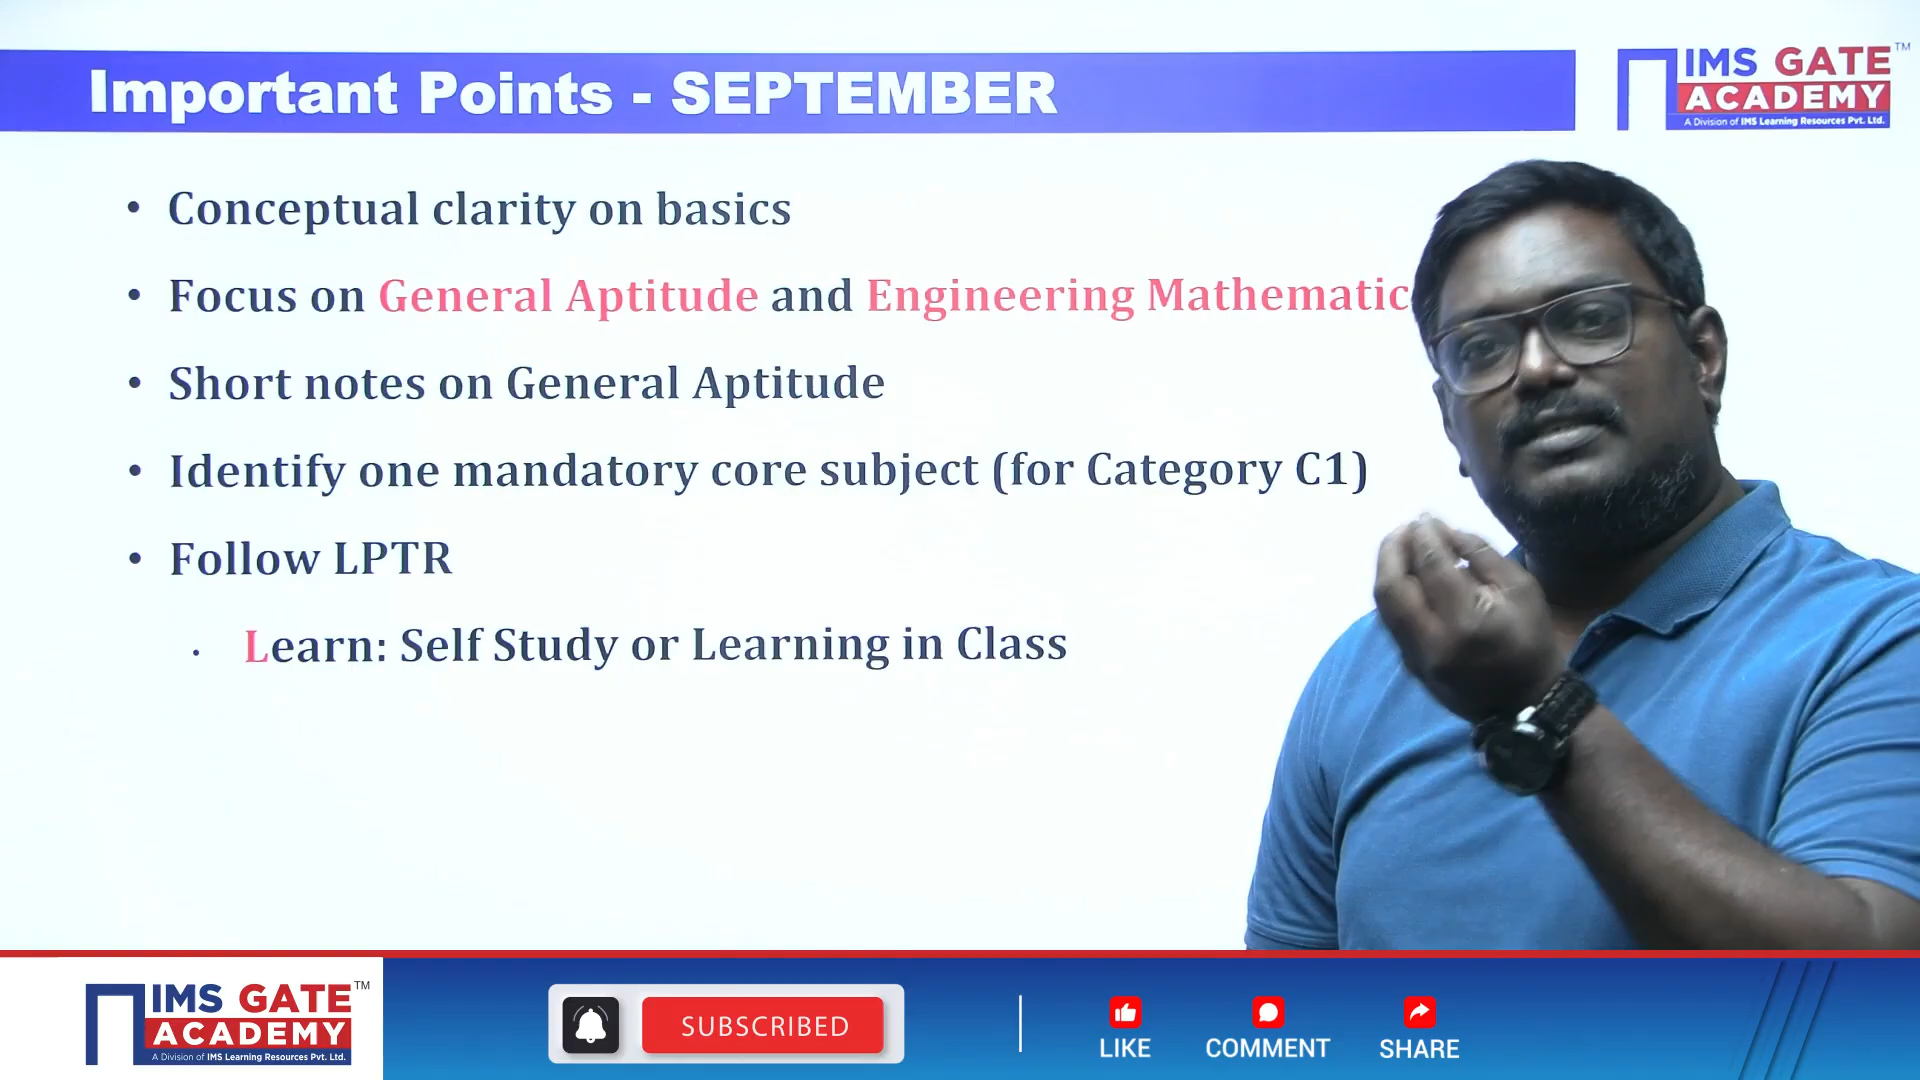 Important Points - SEPTEMBER
IMS GATE ACADEMY TM
A Division of IMS Learning Resources Pvt. Ltd.
• Conceptual clarity on basics
• Focus on General Aptitude and Engineering Mathematic
• Short notes on General Aptitude
• Identify one mandatory core subject (for Category C1)
• Follow LPTR
• Learn: Self Study or Learning in Class
IMS GATE ACADEMY TM
A Division of IMS Learning Resources Pvt. Ltd.
SUBSCRIBED
LIKE COMMENT SHARE